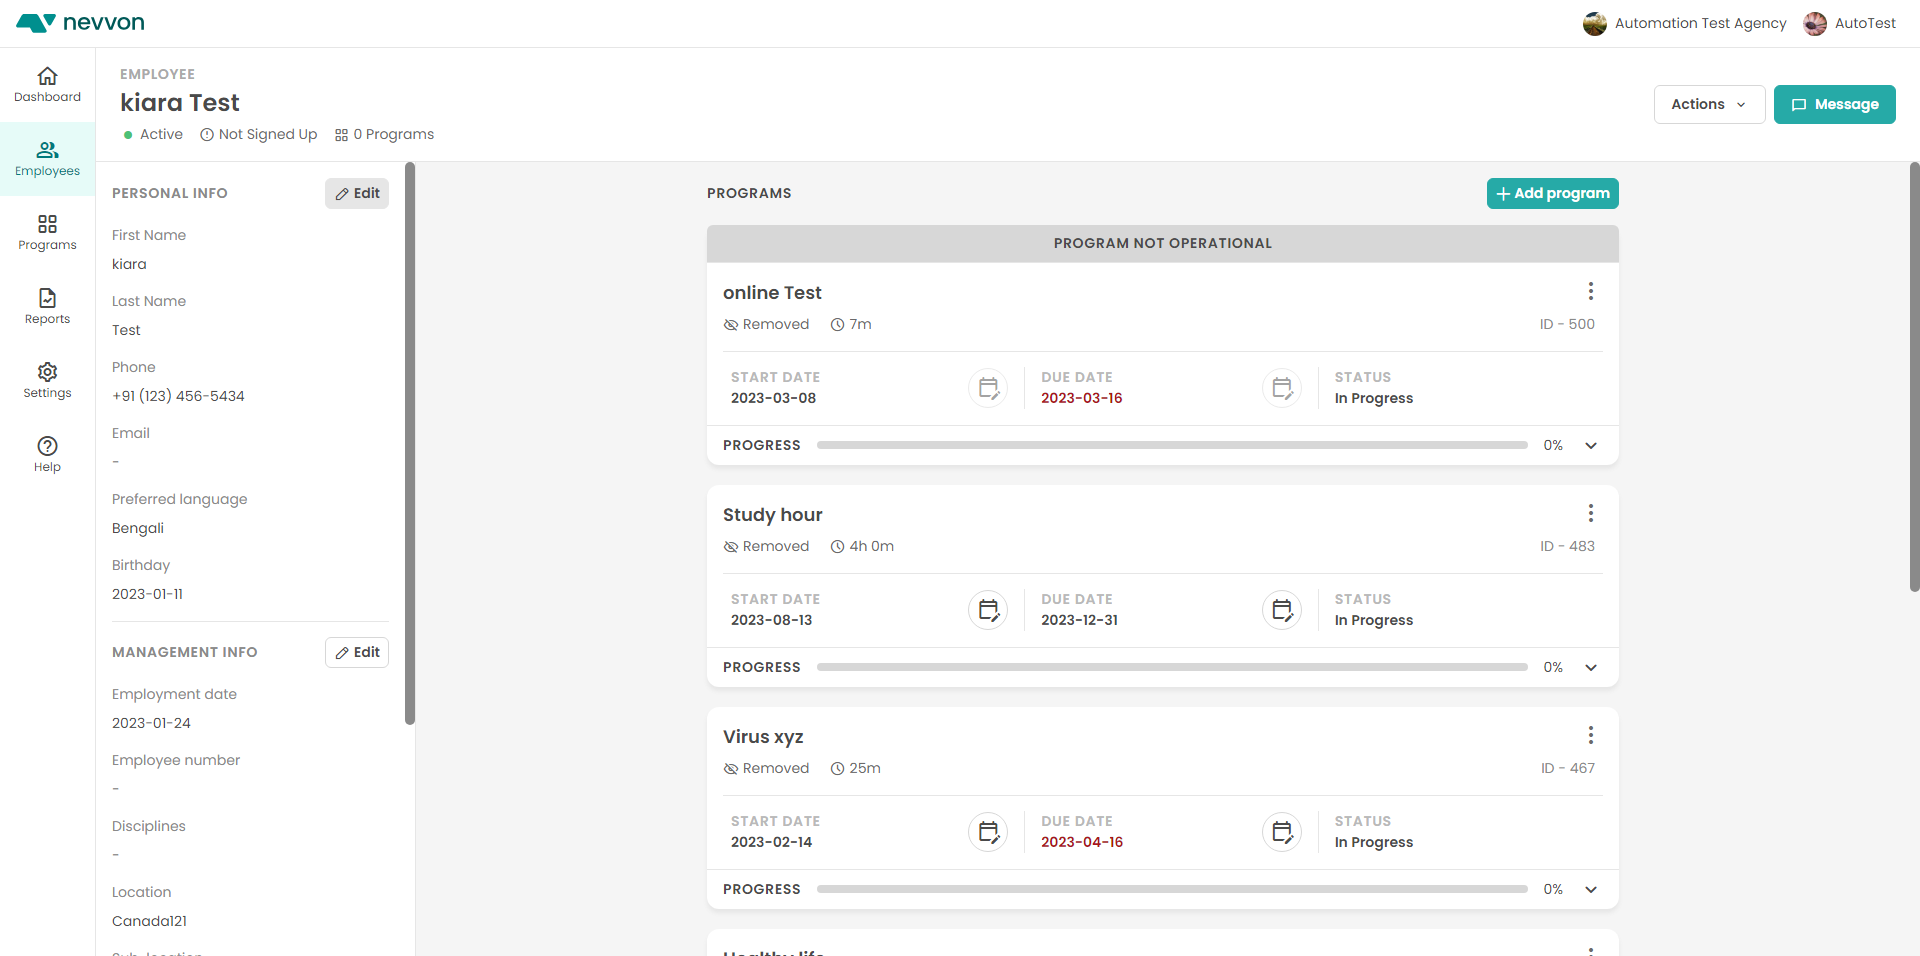 nevvon
Automation Test Agency
AutoTest
Dashboard
Employees
Programs
Reports
Settings
Help
EMPLOYEE
kiara Test
Active Not Signed Up 0 Programs
Actions
Message
PERSONAL INFO
Edit
First Name
kiara
Last Name
Test
Phone
+91 (123) 456-5434
Email
-
Preferred language
Bengali
Birthday
2023-01-11
MANAGEMENT INFO
Edit
Employment date
2023-01-24
Employee number
-
Disciplines
-
Location
Canada121
Sub-location
PROGRAMS
Add program
PROGRAM NOT OPERATIONAL
online Test
Removed 7m ID - 500
START DATE DUE DATE STATUS
2023-03-08 2023-03-16 In Progress
PROGRESS 0%
Study hour
Removed 4h 0m ID - 483
START DATE DUE DATE STATUS
2023-08-13 2023-12-31 In Progress
PROGRESS 0%
Virus xyz
Removed 25m ID - 467
START DATE DUE DATE STATUS
2023-02-14 2023-04-16 In Progress
PROGRESS 0%
Healthy life